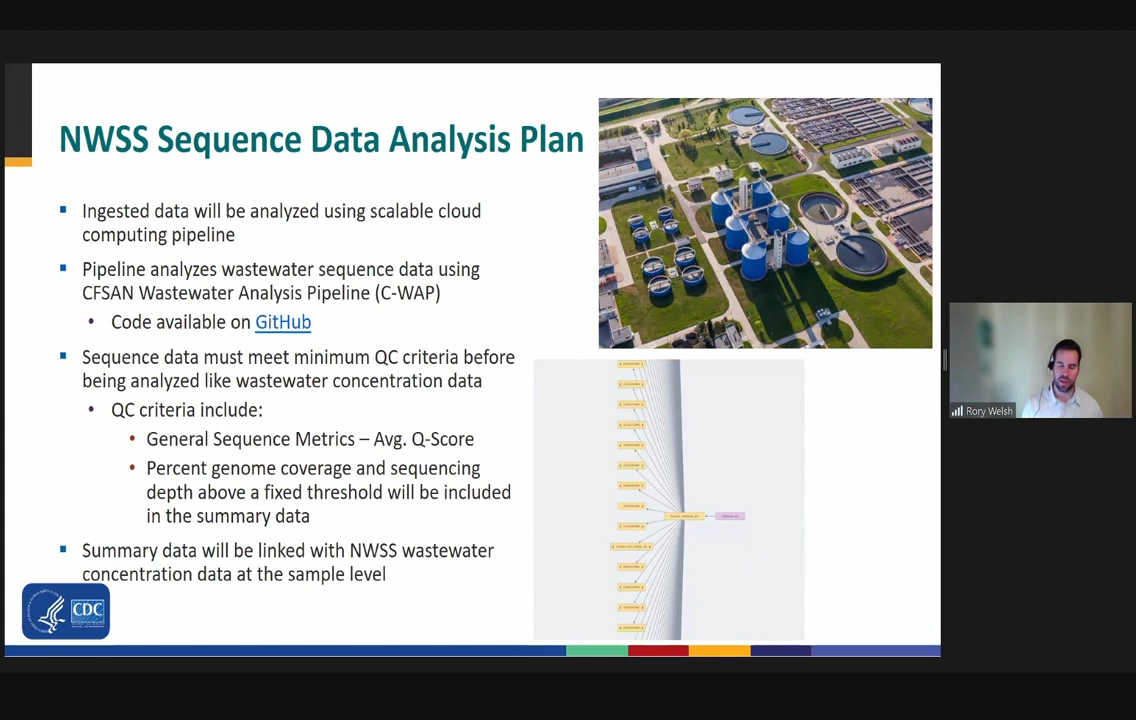 NWSS Sequence Data Analysis Plan
Ingested data will be analyzed using scalable cloud
computing pipeline
Pipeline analyzes wastewater sequence data using
CFSAN Wastewater Analysis Pipeline (C-WAP)
Code available on GitHub
Sequence data must meet minimum QC criteria before
being analyzed like wastewater concentration data
QC criteria include:
General Sequence Metrics – Avg. Q-Score
Percent genome coverage and sequencing
depth above a fixed threshold will be included
in the summary data
Summary data will be linked with NWSS wastewater
concentration data at the sample level
CDC
Rory Welsh